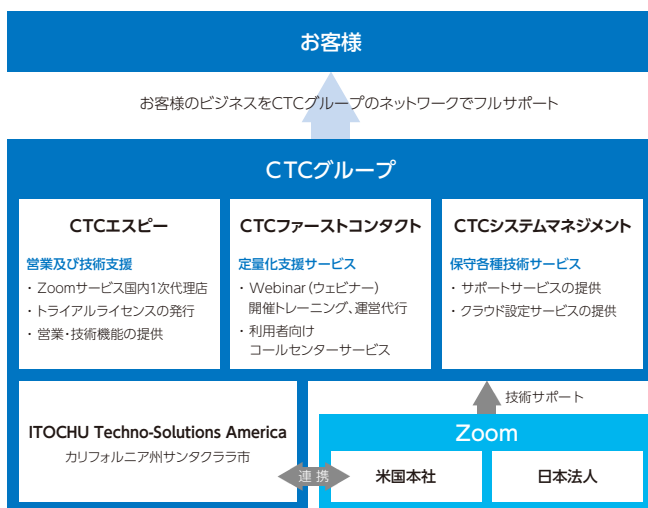 お客様
お客様のビジネスをCTCグループのネットワークでフルサポート
CTCグループ
CTCエスピー
営業及び技術支援
・Zoomサービス国内1次代理店
・トライアルライセンスの発行
・営業・技術機能の提供
CTCファーストコンタクト
定量化支援サービス
・Webinar(ウェビナー)
開催トレーニング、運営代行
・利用者向け
コールセンターサービス
CTCシステムマネジメント
保守各種技術サービス
・サポートサービスの提供
・クラウド設定サービスの提供
技術サポート
ITOCHU Techno-Solutions America
カリフォルニア州サンタクララ市
連携
Zoom
米国本社
日本法人